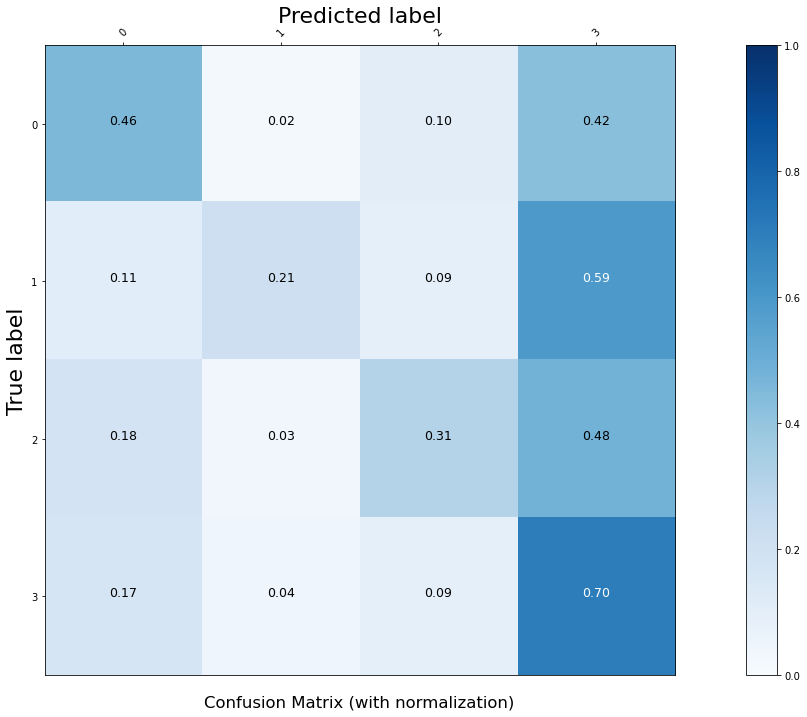 Predicted label
0 1 2 3
1.0
0 0.46 0.02 0.10 0.42
0.8
1 0.11 0.21 0.09 0.59
0.6
True label
0.4
2 0.18 0.03 0.31 0.48
0.2
3 0.17 0.04 0.09 0.70
0.0
Confusion Matrix (with normalization)